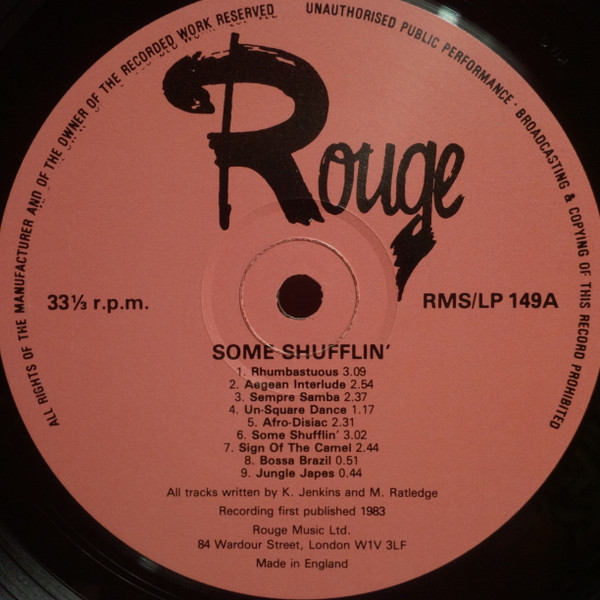 ALL RIGHTS OF THE MANUFACTURER AND OF THE OWNER OF THE RECORDED WORK RESERVED
UNAUTHORISED PUBLIC PERFORMANCE · BROADCASTING & COPYING OF THIS RECORD PROHIBITED
Rouge
33⅓ r.p.m.
RMS/LP 149A
SOME SHUFFLIN'
1. Rhumbastuous 3.09
2. Aegean Interlude 2.54
3. Sempre Samba 2.37
4. Un-Square Dance 1.17
5. Afro-Disiac 2.31
6. Some Shufflin' 3.02
7. Sign Of The Camel 2.44
8. Bossa Brazil 0.51
9. Jungle Japes 0.44
All tracks written by K. Jenkins and M. Ratledge
Recording first published 1983
Rouge Music Ltd.
84 Wardour Street, London W1V 3LF
Made in England